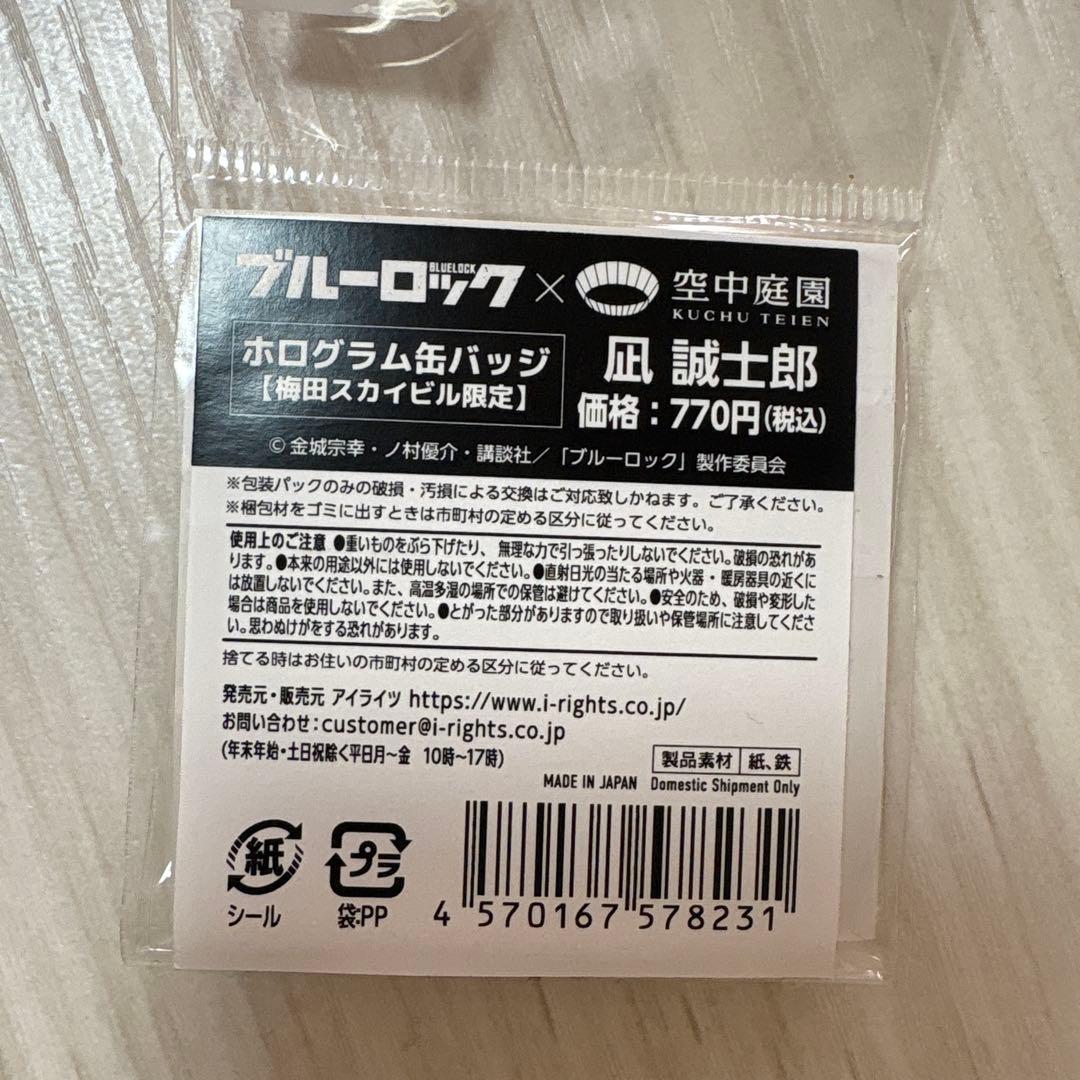 ブルーロック BLUELOCK × 空中庭園
KUCHU TEIEN
ホログラム缶バッジ
【梅田スカイビル限定】
凪 誠士郎
価格：770円(税込)
© 金城宗幸・ノ村優介・講談社／「ブルーロック」製作委員会
※包装パックのみの破損・汚損による交換はご対応致しかねます。ご了承ください。
※梱包材をゴミに出すときは市町村の定める区分に従ってください。
使用上のご注意 ●重いものをぶら下げたり、無理な力で引っ張ったりしないでください。破損の恐れがあ
ります。●本来の用途以外には使用しないでください。●直射日光の当たる場所や火器・暖房器具の近くに
は放置しないでください。また、高温多湿の場所での保管は避けてください。●安全のため、破損や変形した
場合は商品を使用しないでください。●とがった部分がありますので取り扱いや保管場所に注意してくださ
い。思わぬけがをする恐れがあります。
捨てる時はお住いの市町村の定める区分に従ってください。
発売元・販売元 アイライツ https://www.i-rights.co.jp/
お問い合わせ：customer@i-rights.co.jp
(年末年始・土日祝除く平日月～金 10時～17時)
製品素材 紙、鉄
MADE IN JAPAN Domestic Shipment Only
紙
シール
プラ
袋:PP
4 570167 578231